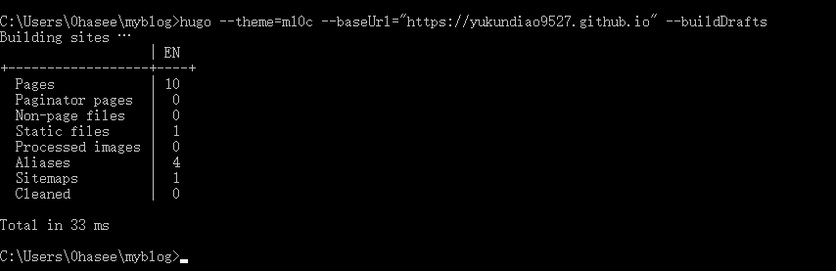 C:\Users\Ohasee\myblog>hugo --theme=m10c --baseUrl="https://yukundiao9527.github.io" --buildDrafts
Building sites …
| EN
+------------------+----+
Pages | 10
Paginator pages | 0
Non-page files | 0
Static files | 1
Processed images | 0
Aliases | 4
Sitemaps | 1
Cleaned | 0
Total in 33 ms
C:\Users\Ohasee\myblog>